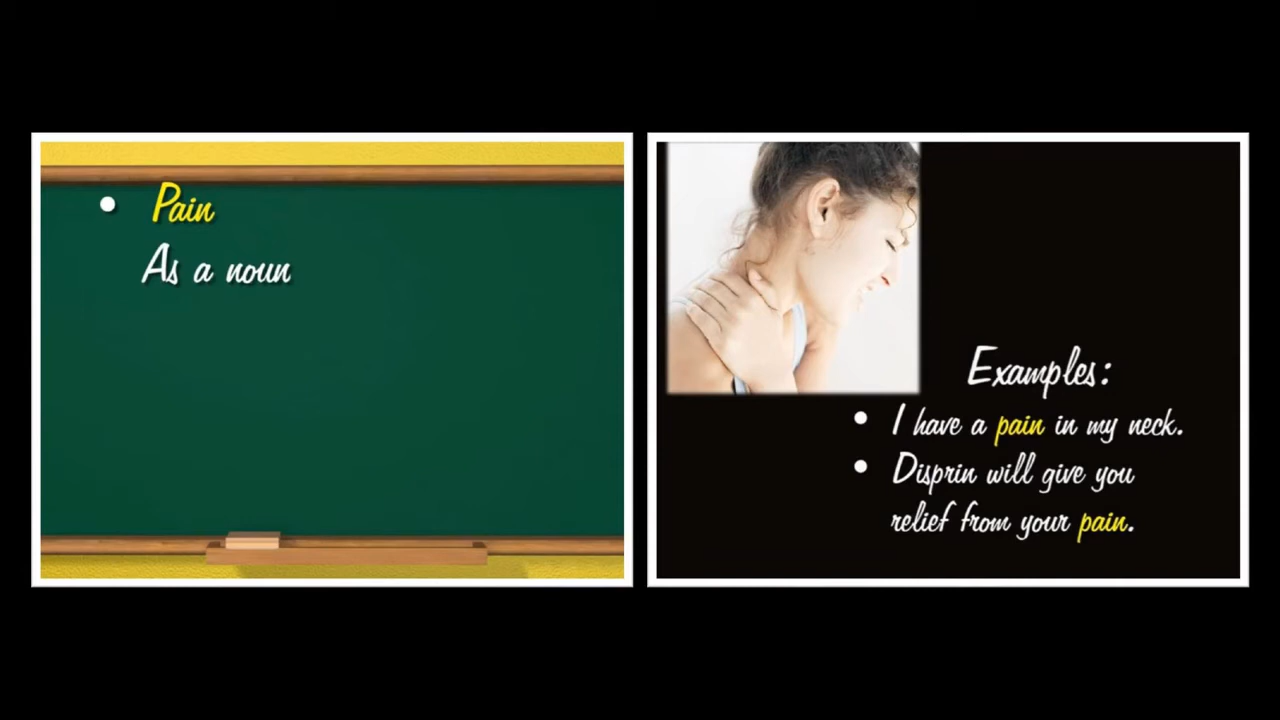 • Pain
As a noun
Examples:
• I have a pain in my neck.
• Disprin will give you
relief from your pain.